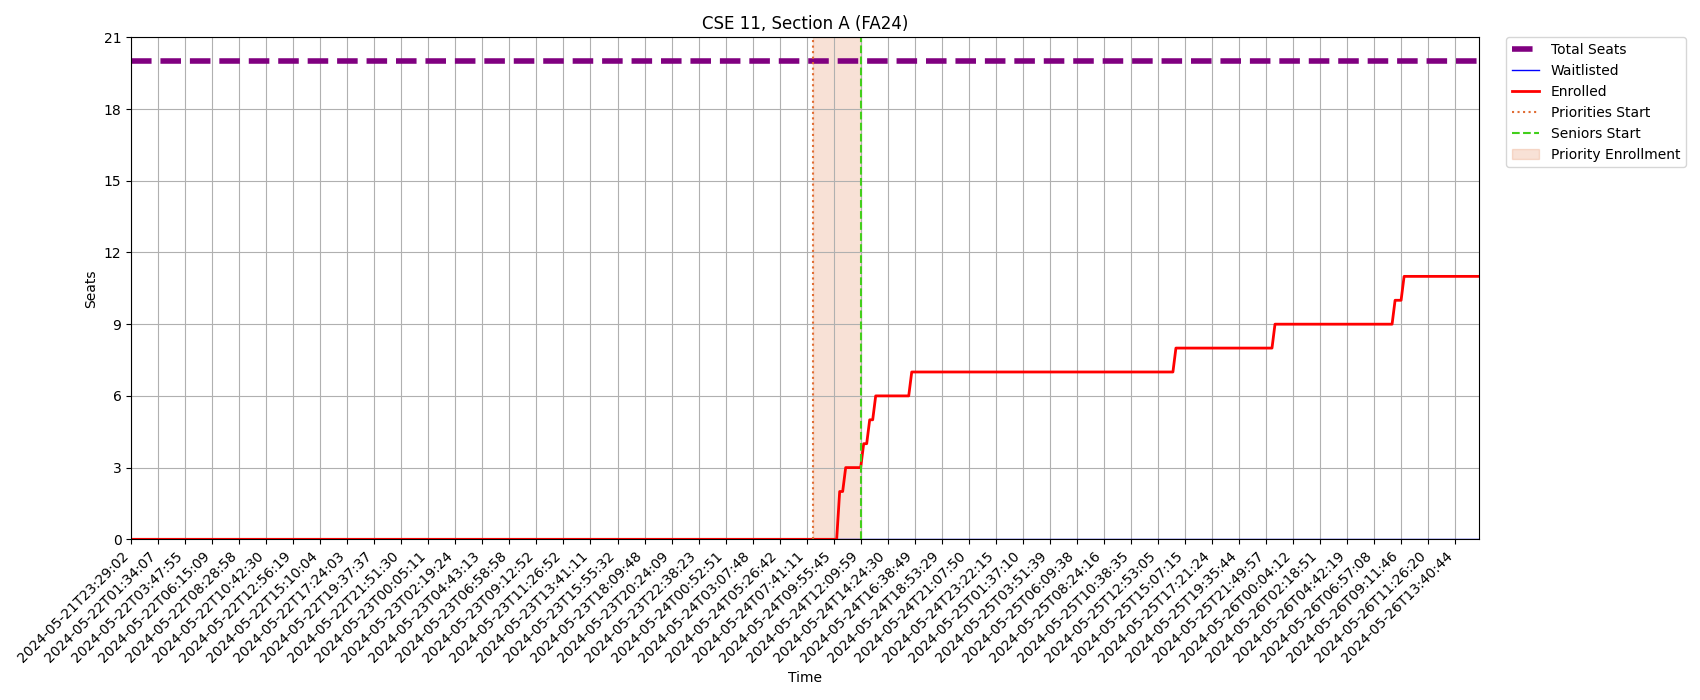 CSE 11, Section A (FA24)
21
18
15
12
9
6
3
0
Seats
Total Seats
Waitlisted
Enrolled
Priorities Start
Seniors Start
Priority Enrollment
2024-05-21T23:29:02
2024-05-22T01:34:07
2024-05-22T03:47:55
2024-05-22T06:15:09
2024-05-22T08:28:58
2024-05-22T10:42:30
2024-05-22T12:56:19
2024-05-22T15:10:04
2024-05-22T17:24:03
2024-05-22T19:37:37
2024-05-22T21:51:30
2024-05-23T00:05:11
2024-05-23T02:19:24
2024-05-23T04:43:13
2024-05-23T06:58:58
2024-05-23T09:12:52
2024-05-23T11:26:52
2024-05-23T13:41:11
2024-05-23T15:55:32
2024-05-23T18:09:48
2024-05-23T20:24:09
2024-05-23T22:38:23
2024-05-24T00:52:51
2024-05-24T03:07:48
2024-05-24T05:26:42
2024-05-24T07:41:11
2024-05-24T09:55:45
2024-05-24T12:09:59
2024-05-24T14:24:30
2024-05-24T16:38:49
2024-05-24T18:53:29
2024-05-24T21:07:50
2024-05-24T23:22:15
2024-05-25T01:37:10
2024-05-25T03:51:39
2024-05-25T06:09:38
2024-05-25T08:24:16
2024-05-25T10:38:35
2024-05-25T12:53:05
2024-05-25T15:07:15
2024-05-25T17:21:24
2024-05-25T19:35:44
2024-05-25T21:49:57
2024-05-26T00:04:12
2024-05-26T02:18:51
2024-05-26T04:42:19
2024-05-26T06:57:08
2024-05-26T09:11:46
2024-05-26T11:26:20
2024-05-26T13:40:44
Time